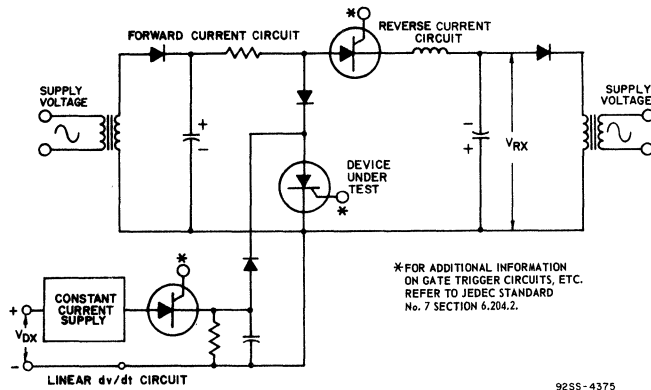 FORWARD CURRENT CIRCUIT
*
REVERSE CURRENT
CIRCUIT
SUPPLY
VOLTAGE
+
-
-
+
VRX
SUPPLY
VOLTAGE
DEVICE
UNDER
TEST
*
*
*FOR ADDITIONAL INFORMATION
ON GATE TRIGGER CIRCUITS, ETC.
REFER TO JEDEC STANDARD
No. 7 SECTION 6.204.2.
+
VDX
-
CONSTANT
CURRENT
SUPPLY
LINEAR dv/dt CIRCUIT
92SS-4375